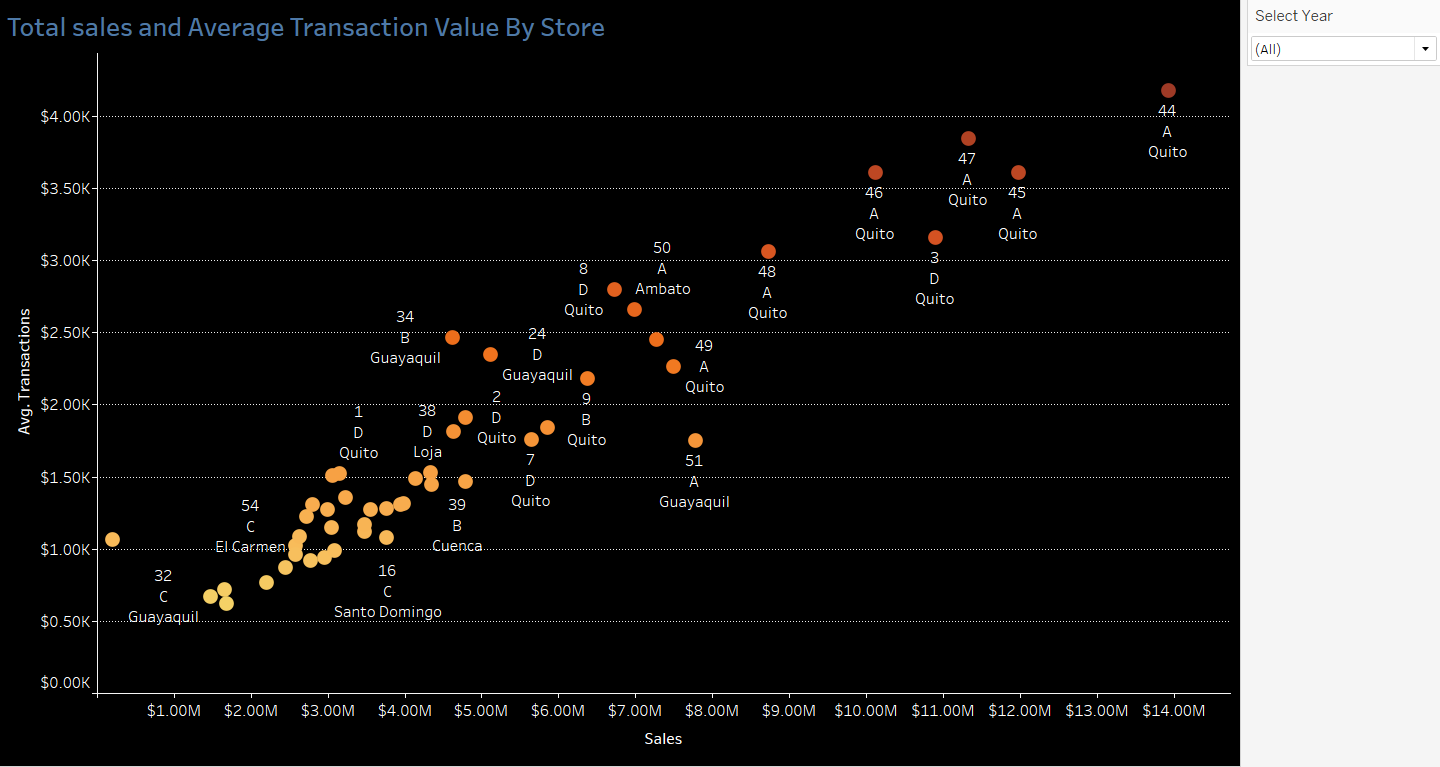 Total sales and Average Transaction Value By Store
Select Year
(All)
Avg. Transactions
$4.00K
$3.50K
$3.00K
$2.50K
$2.00K
$1.50K
$1.00K
$0.50K
$0.00K
44
A
Quito
47
A
Quito
46
A
Quito
45
A
Quito
3
D
Quito
48
A
Quito
50
A
Ambato
8
D
Quito
34
B
Guayaquil
24
D
Guayaquil
49
A
Quito
2
D
Quito
9
B
Quito
1
D
Quito
38
D
Loja
7
D
Quito
51
A
Guayaquil
54
C
El Carmen
39
B
Cuenca
32
C
Guayaquil
16
C
Santo Domingo
$1.00M
$2.00M
$3.00M
$4.00M
$5.00M
$6.00M
$7.00M
$8.00M
$9.00M
$10.00M
$11.00M
$12.00M
$13.00M
$14.00M
Sales